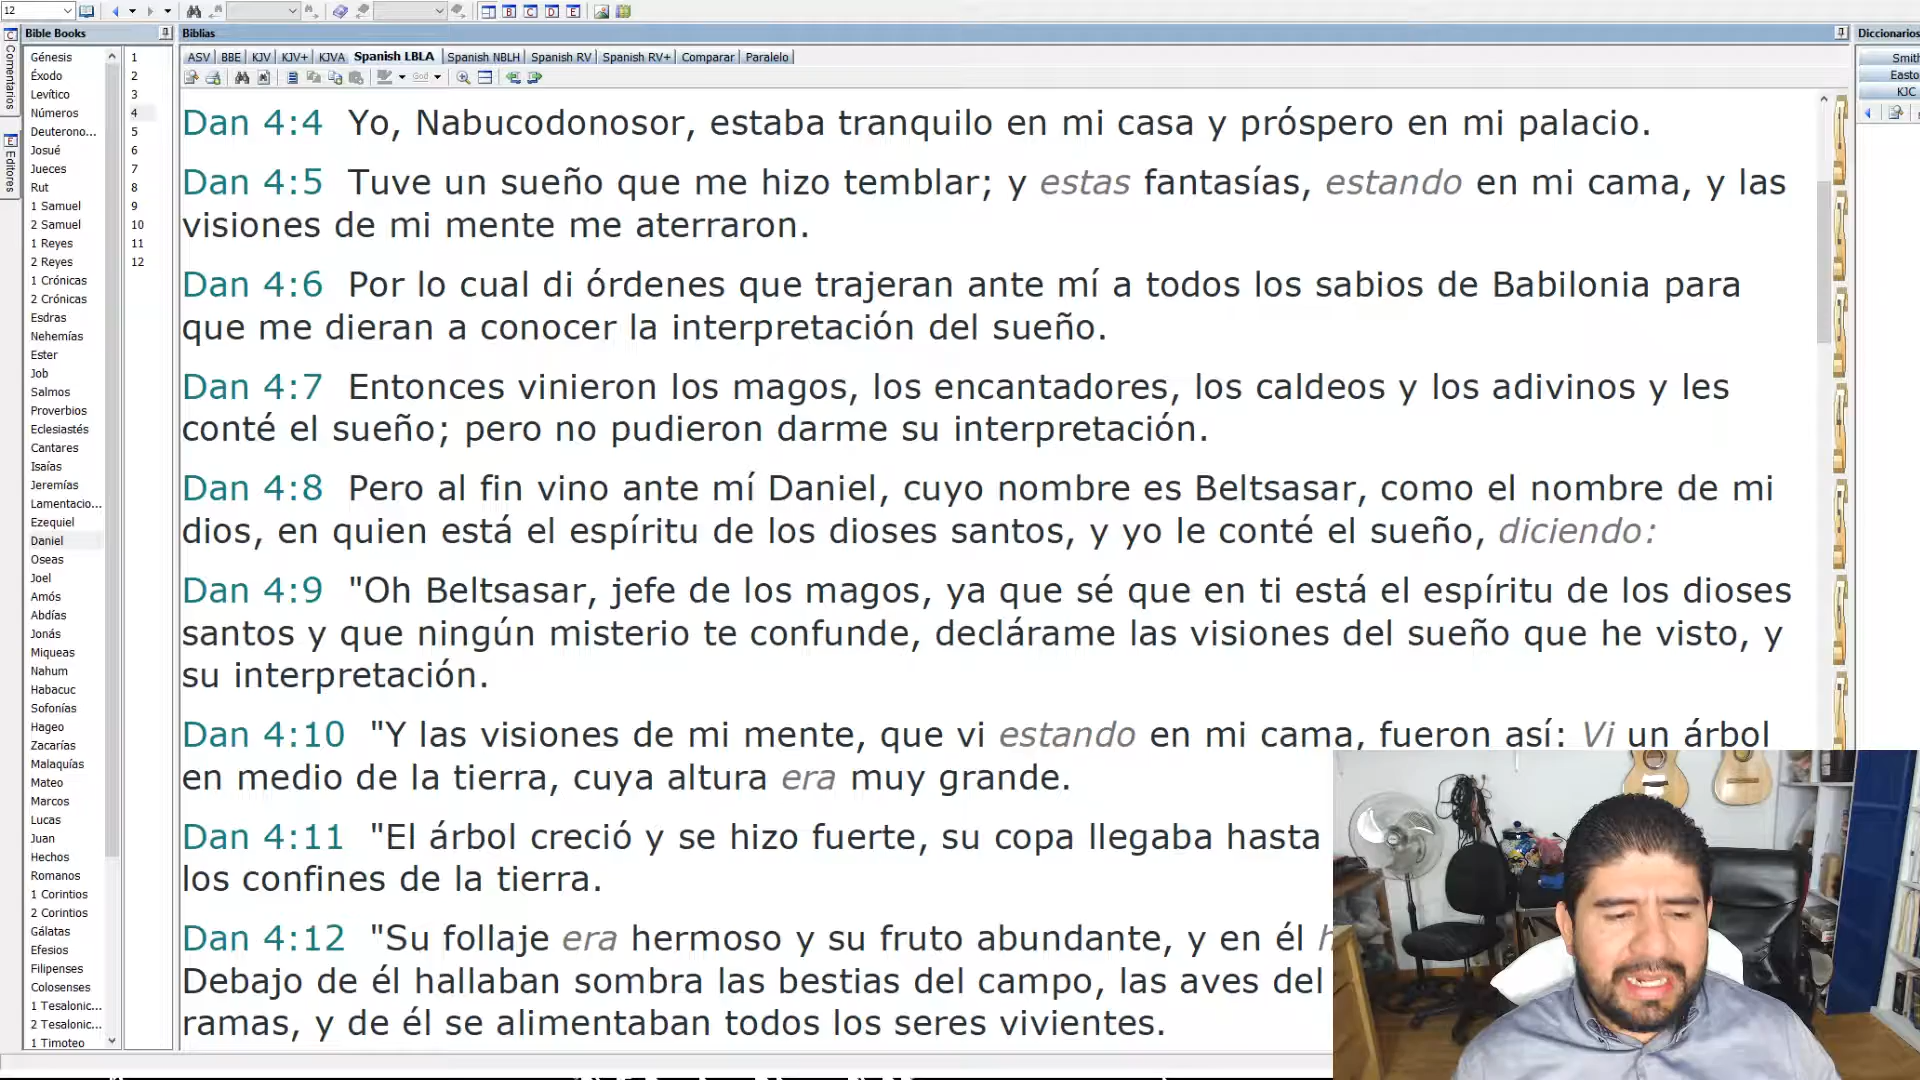 12
Bible Books
Biblias
Diccionarios
Comentarios
Editores
ASV BBE KJV KJV+ KJVA Spanish LBLA Spanish NBLH Spanish RV Spanish RV+ Comparar Paralelo
Smith
Easto
KJC
Génesis
Éxodo
Levítico
Números
Deuterono...
Josué
Jueces
Rut
1 Samuel
2 Samuel
1 Reyes
2 Reyes
1 Crónicas
2 Crónicas
Esdras
Nehemías
Ester
Job
Salmos
Proverbios
Eclesiastés
Cantares
Isaías
Jeremías
Lamentacio...
Ezequiel
Daniel
Oseas
Joel
Amós
Abdías
Jonás
Miqueas
Nahum
Habacuc
Sofonías
Hageo
Zacarías
Malaquías
Mateo
Marcos
Lucas
Juan
Hechos
Romanos
1 Corintios
2 Corintios
Gálatas
Efesios
Filipenses
Colosenses
1 Tesalonic...
2 Tesalonic...
1 Timoteo
1
2
3
4
5
6
7
8
9
10
11
12
Dan 4:4 Yo, Nabucodonosor, estaba tranquilo en mi casa y próspero en mi palacio.
Dan 4:5 Tuve un sueño que me hizo temblar; y estas fantasías, estando en mi cama, y las
visiones de mi mente me aterraron.
Dan 4:6 Por lo cual di órdenes que trajeran ante mí a todos los sabios de Babilonia para
que me dieran a conocer la interpretación del sueño.
Dan 4:7 Entonces vinieron los magos, los encantadores, los caldeos y los adivinos y les
conté el sueño; pero no pudieron darme su interpretación.
Dan 4:8 Pero al fin vino ante mí Daniel, cuyo nombre es Beltsasar, como el nombre de mi
dios, en quien está el espíritu de los dioses santos, y yo le conté el sueño, diciendo:
Dan 4:9 "Oh Beltsasar, jefe de los magos, ya que sé que en ti está el espíritu de los dioses
santos y que ningún misterio te confunde, declárame las visiones del sueño que he visto, y
su interpretación.
Dan 4:10 "Y las visiones de mi mente, que vi estando en mi cama, fueron así: Vi un árbol
en medio de la tierra, cuya altura era muy grande.
Dan 4:11 "El árbol creció y se hizo fuerte, su copa llegaba hasta
los confines de la tierra.
Dan 4:12 "Su follaje era hermoso y su fruto abundante, y en él
Debajo de él hallaban sombra las bestias del campo, las aves del
ramas, y de él se alimentaban todos los seres vivientes.